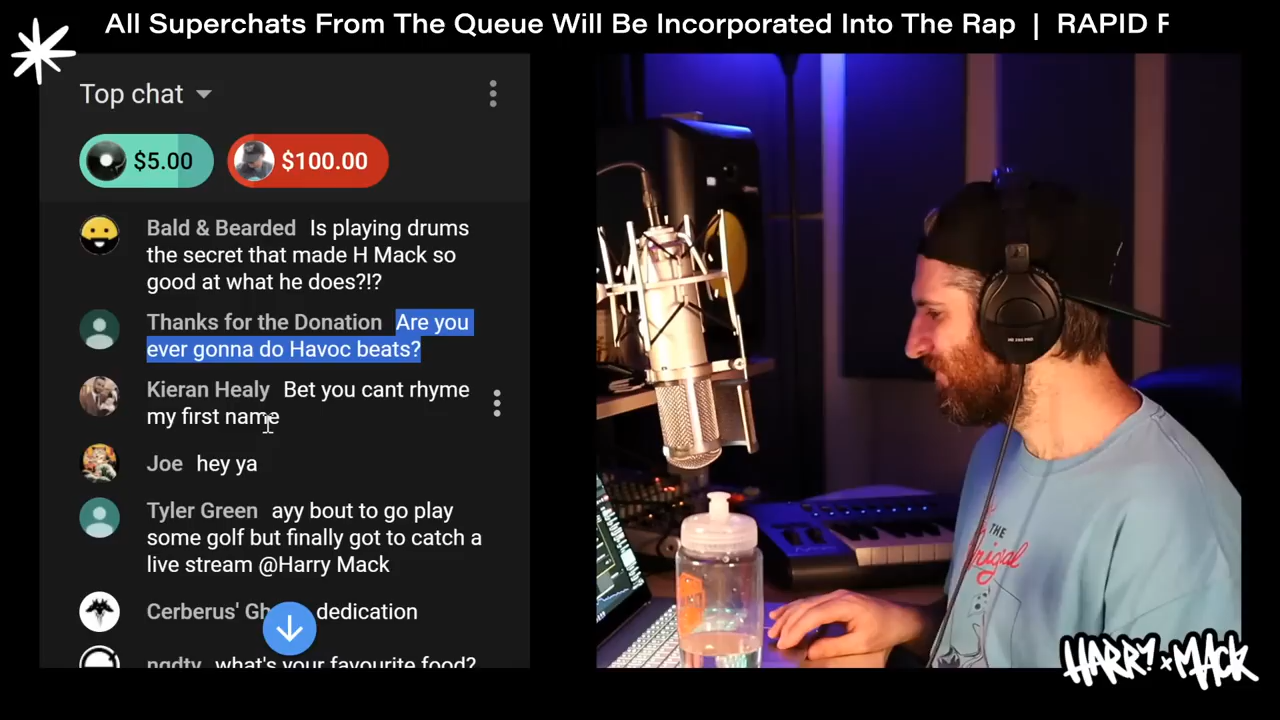 All Superchats From The Queue Will Be Incorporated Into The Rap | RAPID F
Top chat
$5.00
$100.00
Bald & Bearded Is playing drums
the secret that made H Mack so
good at what he does?!?
Thanks for the Donation Are you
ever gonna do Havoc beats?
Kieran Healy Bet you cant rhyme
my first name
Joe hey ya
Tyler Green ayy bout to go play
some golf but finally got to catch a
live stream @Harry Mack
Cerberus' Gh dedication
ngdty what's your favourite food?
THE
HARRY x MACK